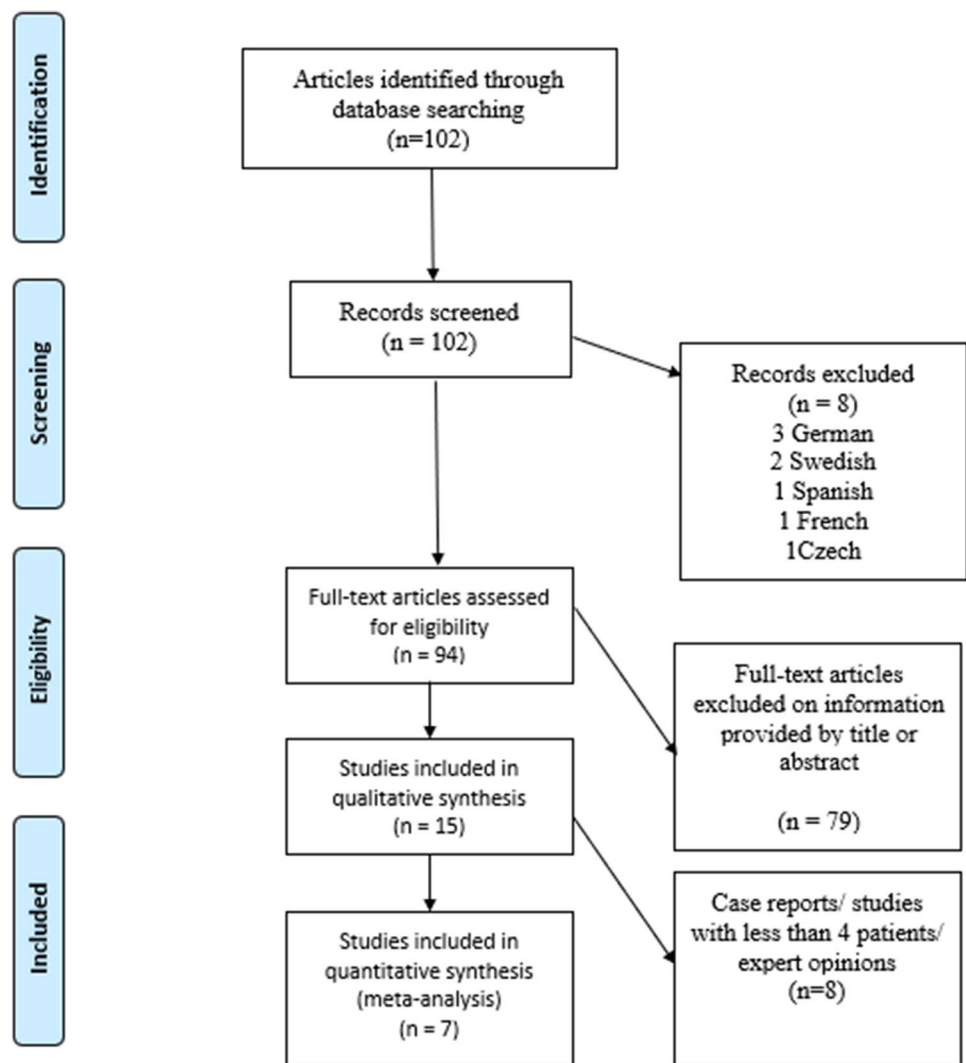 Identification
Articles identified through
database searching
(n=102)
Screening
Records screened
(n = 102)
Records excluded
(n = 8)
3 German
2 Swedish
1 Spanish
1 French
1Czech
Eligibility
Full-text articles assessed
for eligibility
(n = 94)
Full-text articles
excluded on information
provided by title or
abstract
(n = 79)
Studies included in
qualitative synthesis
(n = 15)
Included
Case reports/ studies
with less than 4 patients/
expert opinions
(n=8)
Studies included in
quantitative synthesis
(meta-analysis)
(n = 7)